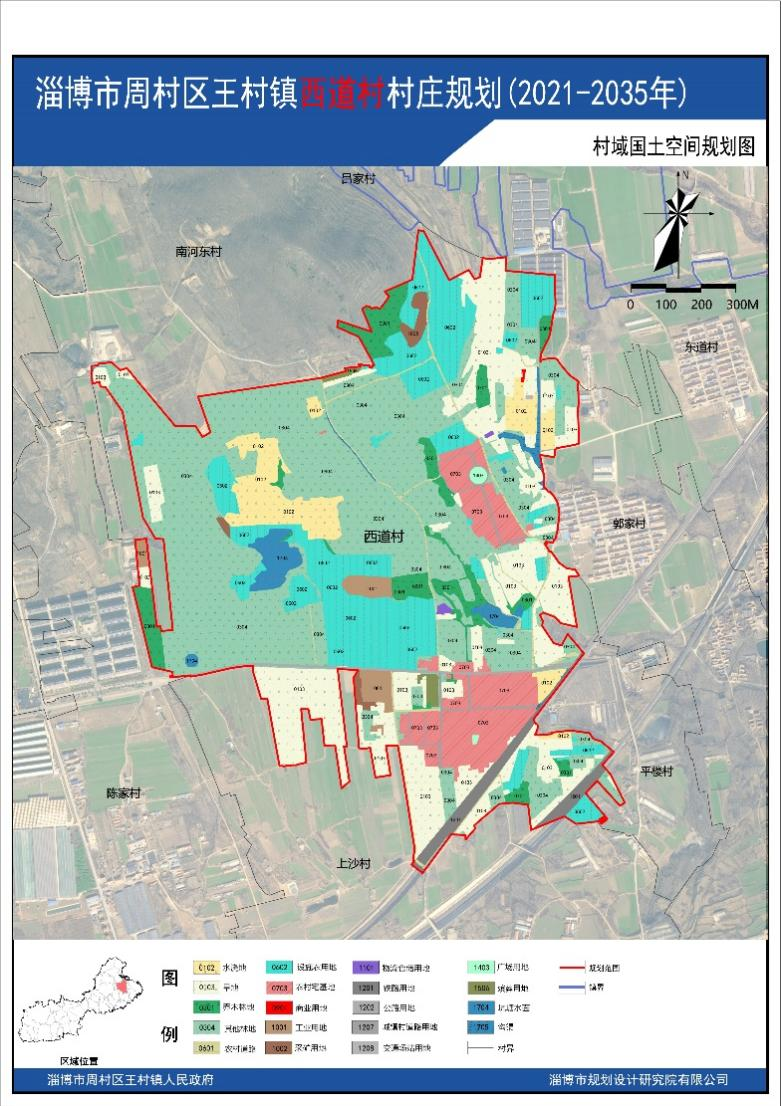 淄博市周村区王村镇西道村村庄规划(2021-2035年)
村域国土空间规划图
吕家村
N
南河东村
0 100 200 300M
东道村
西道村
郭家村
平楼村
陈家村
上沙村
图例
0102 水浇地
0103 旱地
0301 乔木林地
0304 其他林地
0601 农村道路
0602 设施农用地
0703 农村宅基地
0901 商业用地
1001 工业用地
1002 采矿用地
1101 物流仓储用地
1201 铁路用地
1202 公路用地
1207 城镇村道路用地
1208 交通场站用地
1403 广场用地
1506 殡葬用地
1704 坑塘水面
1705 沟渠
村界
规划范围
镇界
区域位置
淄博市周村区王村镇人民政府
淄博市规划设计研究院有限公司